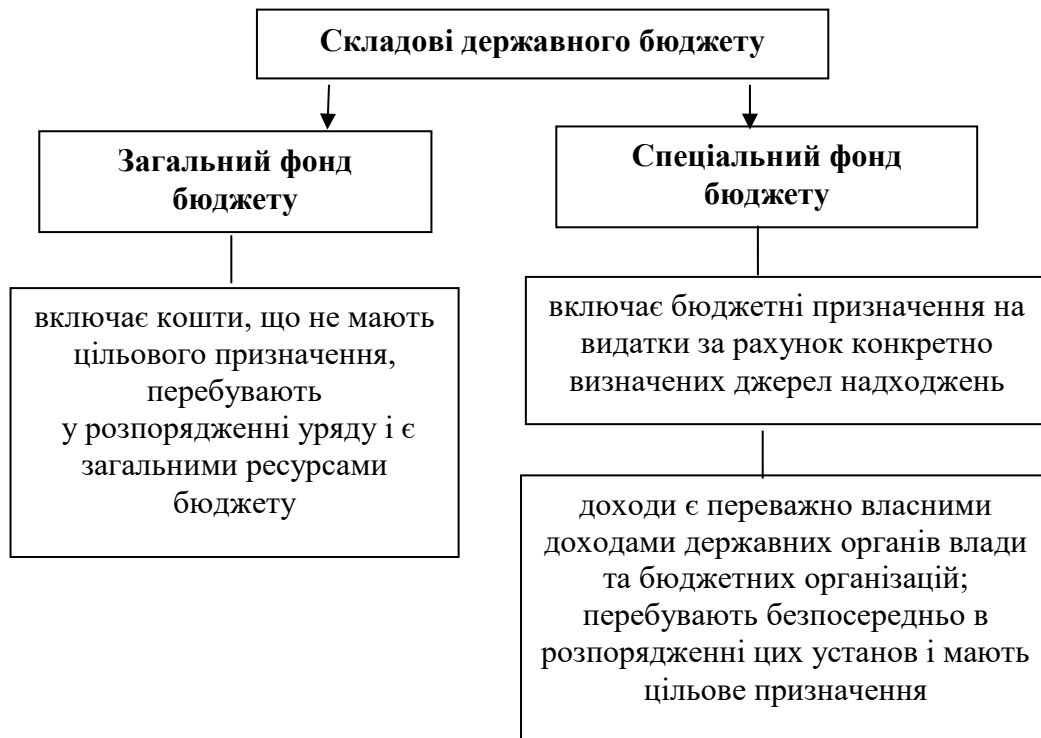 Складові державного бюджету
Загальний фонд
бюджету
Спеціальний фонд
бюджету
включає кошти, що не мають
цільового призначення,
перебувають
у розпорядженні уряду і є
загальними ресурсами
бюджету
включає бюджетні призначення на
видатки за рахунок конкретно
визначених джерел надходжень
доходи є переважно власними
доходами державних органів влади
та бюджетних організацій;
перебувають безпосередньо в
розпорядженні цих установ і мають
цільове призначення